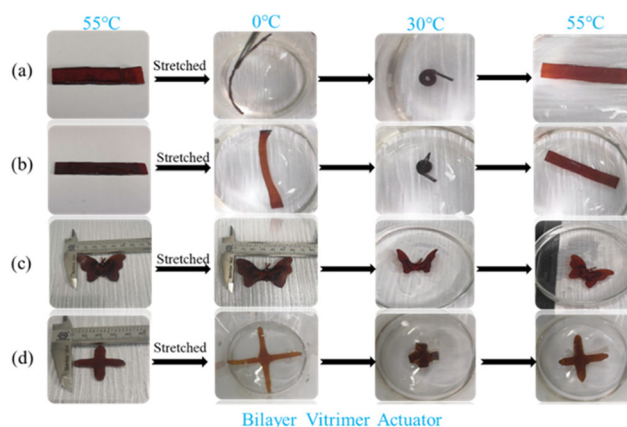 55°C 0°C 30°C 55°C
(a) Stretched
(b) Stretched
(c) Stretched
(d) Stretched
Bilayer Vitrimer Actuator